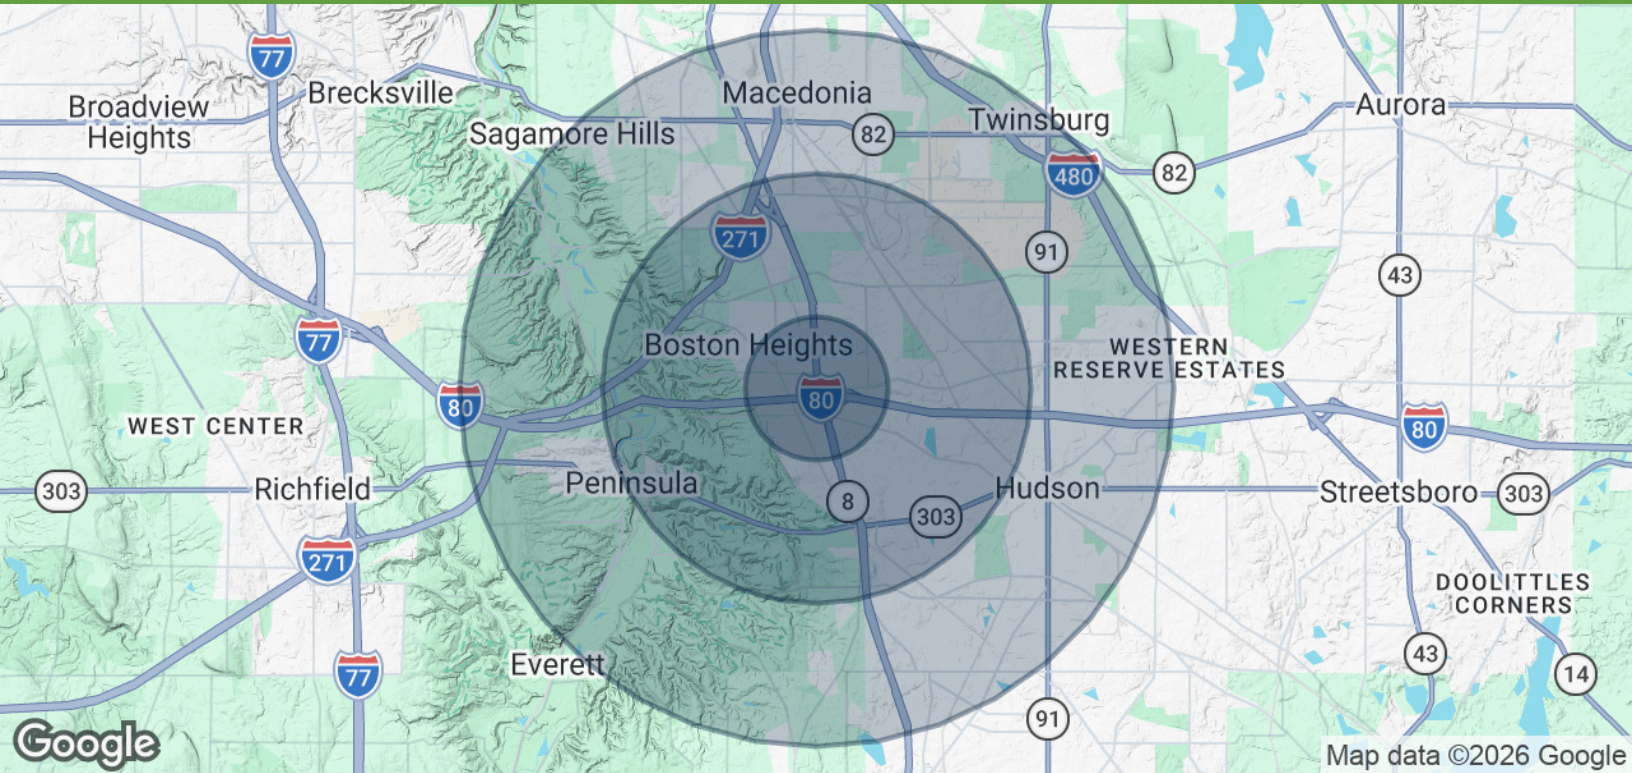 77
Brecksville
Macedonia
Broadview
Heights
Sagamore Hills
82
Twinsburg
Aurora
480
82
271
91
43
77
Boston Heights
WESTERN
RESERVE ESTATES
80
80
80
WEST CENTER
303
Richfield
Peninsula
8
303
Hudson
Streetsboro
303
271
DOOLITTLES
CORNERS
77
Everett
43
14
91
Google
Map data ©2026 Google